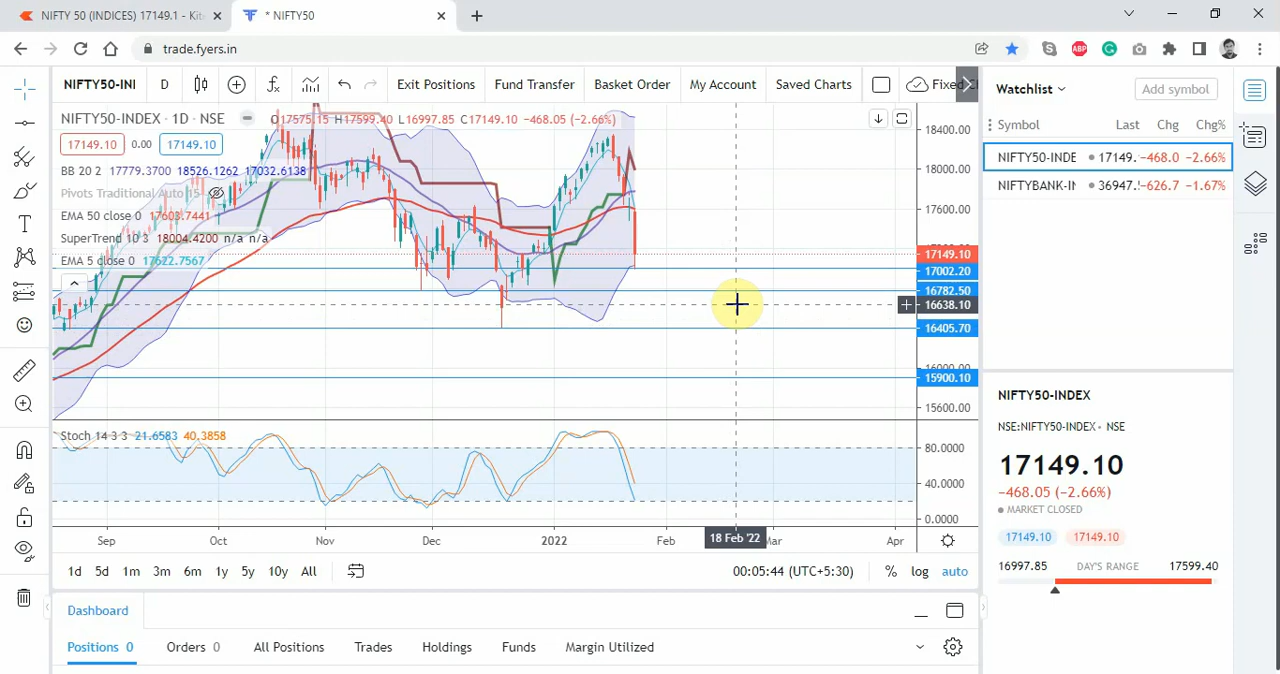 NIFTY 50 (INDICES) 17149.1 - Kit
* NIFTY50
trade.fyers.in
NIFTY50-INI
D
Exit Positions
Fund Transfer
Basket Order
My Account
Saved Charts
Fixed
Watchlist
Add symbol
NIFTY50-INDEX · 1D · NSE
O17575.15 H17599.40 L16997.85 C17149.10 -468.05 (-2.66%)
17149.10 0.00 17149.10
BB 20 2 17779.3700 18526.1262 17032.6138
Pivots Traditional Auto 15
EMA 50 close 0 17603.7441
SuperTrend 10 3 18004.4200 n/a n/a
EMA 5 close 0 17622.7567
18400.00
18000.00
17600.00
17149.10
17002.20
16782.50
16638.10
16405.70
16000.00
15900.10
15600.00
Stoch 14 3 3 21.6583 40.3858
80.0000
40.0000
0.0000
Sep Oct Nov Dec 2022 Feb 18 Feb '22 Mar Apr
1d 5d 1m 3m 6m 1y 5y 10y All
00:05:44 (UTC+5:30) % log auto
Dashboard
Positions 0 Orders 0 All Positions Trades Holdings Funds Margin Utilized
Symbol Last Chg Chg%
NIFTY50-INDE 17149. -468.0 -2.66%
NIFTYBANK-IN 36947. -626.7 -1.67%
NIFTY50-INDEX
NSE:NIFTY50-INDEX • NSE
17149.10
-468.05 (-2.66%)
MARKET CLOSED
17149.10 17149.10
16997.85 DAY'S RANGE 17599.40
ABP